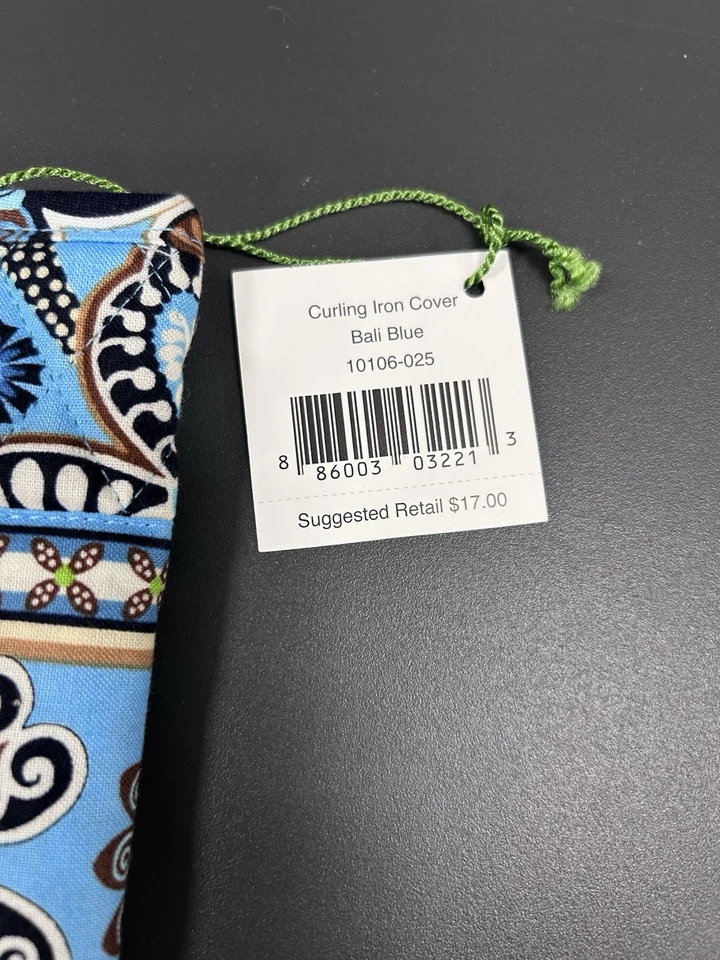 Curling Iron Cover
Bali Blue
10106-025
8 86003 03221 3
Suggested Retail $17.00